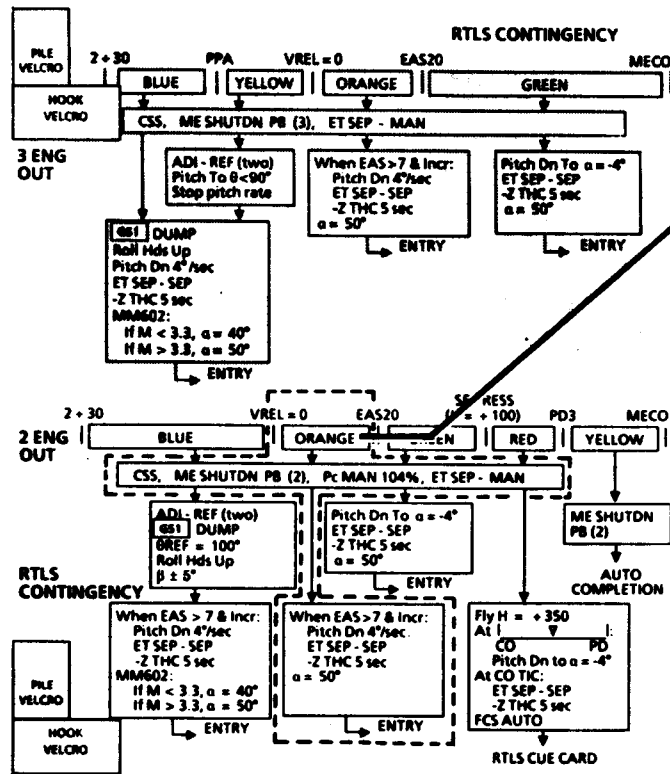 RTLS CONTINGENCY
PILE
VELCRO
HOOK
VELCRO
2 + 30
PPA
VREL = 0
EAS20
MECO
BLUE
YELLOW
ORANGE
GREEN
CSS, ME SHUTDN PB (3), ET SEP - MAN
3 ENG
OUT
ADI - REF (two)
Pitch To θ<90°
Stop pitch rate
When EAS>7 & Incr:
Pitch Dn 4°/sec
ET SEP - SEP
-Z THC 5 sec
α = 50°
ENTRY
Pitch Dn To α = -4°
ET SEP - SEP
-Z THC 5 sec
α = 50°
ENTRY
G51 DUMP
Roll Hds Up
Pitch Dn 4°/sec
ET SEP - SEP
-Z THC 5 sec
MM602:
If M < 3.3, α = 40°
If M > 3.3, α = 50°
ENTRY
2 + 30
VREL = 0
EAS20
= + 100)
PD3
MECO
2 ENG
OUT
BLUE
ORANGE
GREEN
RED
YELLOW
CSS, ME SHUTDN PB (2), Pc MAN 104%, ET SEP - MAN
ADI - REF (two)
G51 DUMP
θREF = 100°
Roll Hds Up
β ± 5°
Pitch Dn To α = -4°
ET SEP - SEP
-Z THC 5 sec
α = 50°
ENTRY
ME SHUTDN
PB (2)
AUTO
COMPLETION
RTLS
CONTINGENCY
When EAS > 7 & Incr:
Pitch Dn 4°/sec
ET SEP - SEP
-Z THC 5 sec
MM602:
If M < 3.3, α = 40°
If M > 3.3, α = 50°
ENTRY
When EAS>7 & Incr:
Pitch Dn 4°/sec
ET SEP - SEP
-Z THC 5 sec
α = 50°
ENTRY
Fly H = + 350
At :
CO PD
Pitch Dn to α = -4°
At CO TIC:
ET SEP - SEP
-Z THC 5 sec
FCS AUTO
RTLS CUE CARD
PILE
VELCRO
HOOK
VELCRO